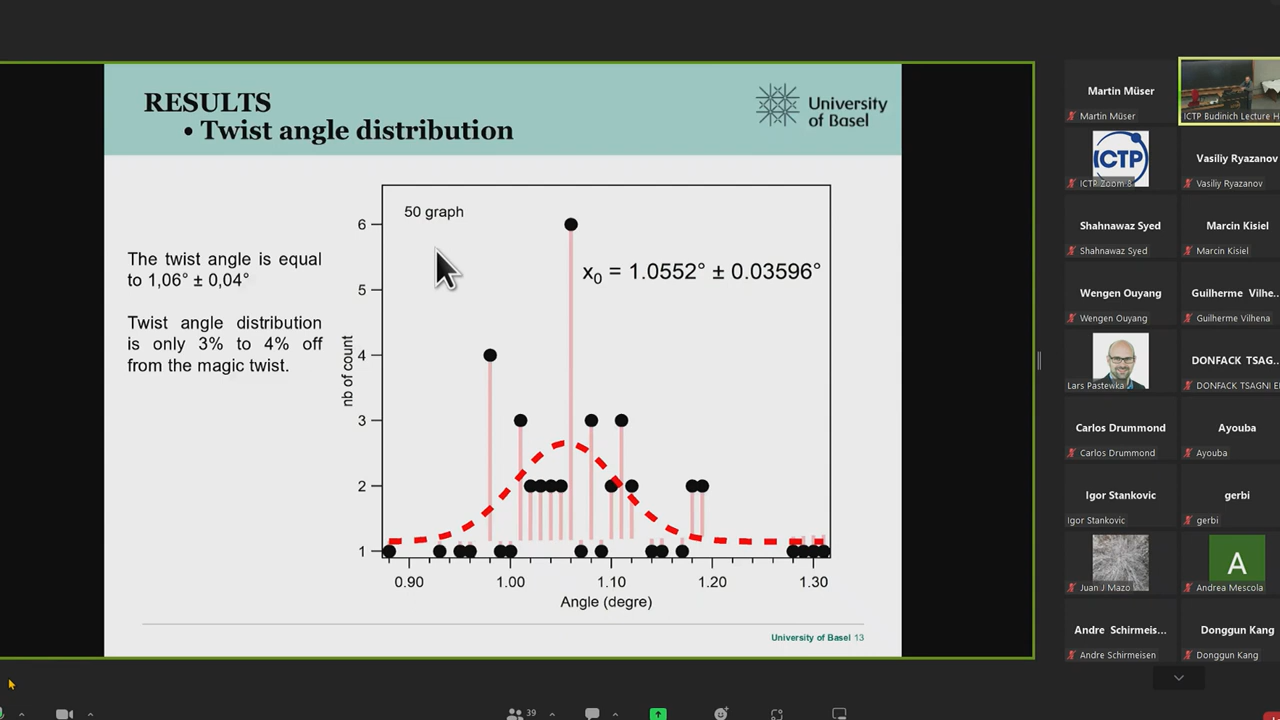 RESULTS
• Twist angle distribution
University
of Basel
The twist angle is equal
to 1,06° ± 0,04°
Twist angle distribution
is only 3% to 4% off
from the magic twist.
50 graph
x0 = 1.0552° ± 0.03596°
nb of count
6
5
4
3
2
1
0.90
1.00
1.10
1.20
1.30
Angle (degre)
University of Basel 13
Martin Müser
Martin Müser
ICTP Budinich Lecture H
ICTP
ICTP Zoom 8
Vasiliy Ryazanov
Vasiliy Ryazanov
Shahnawaz Syed
Shahnawaz Syed
Marcin Kisiel
Marcin Kisiel
Wengen Ouyang
Wengen Ouyang
Guilherme Vilhe...
Guilherme Vilhena
Lars Pastewka
DONFACK TSAG...
DONFACK TSAGNI El
Carlos Drummond
Carlos Drummond
Ayouba
Ayouba
Igor Stankovic
Igor Stankovic
gerbi
gerbi
Juan J Mazo
A
Andrea Mescola
Andre Schirmeis...
Andre Schirmeisen
Donggun Kang
Donggun Kang
39